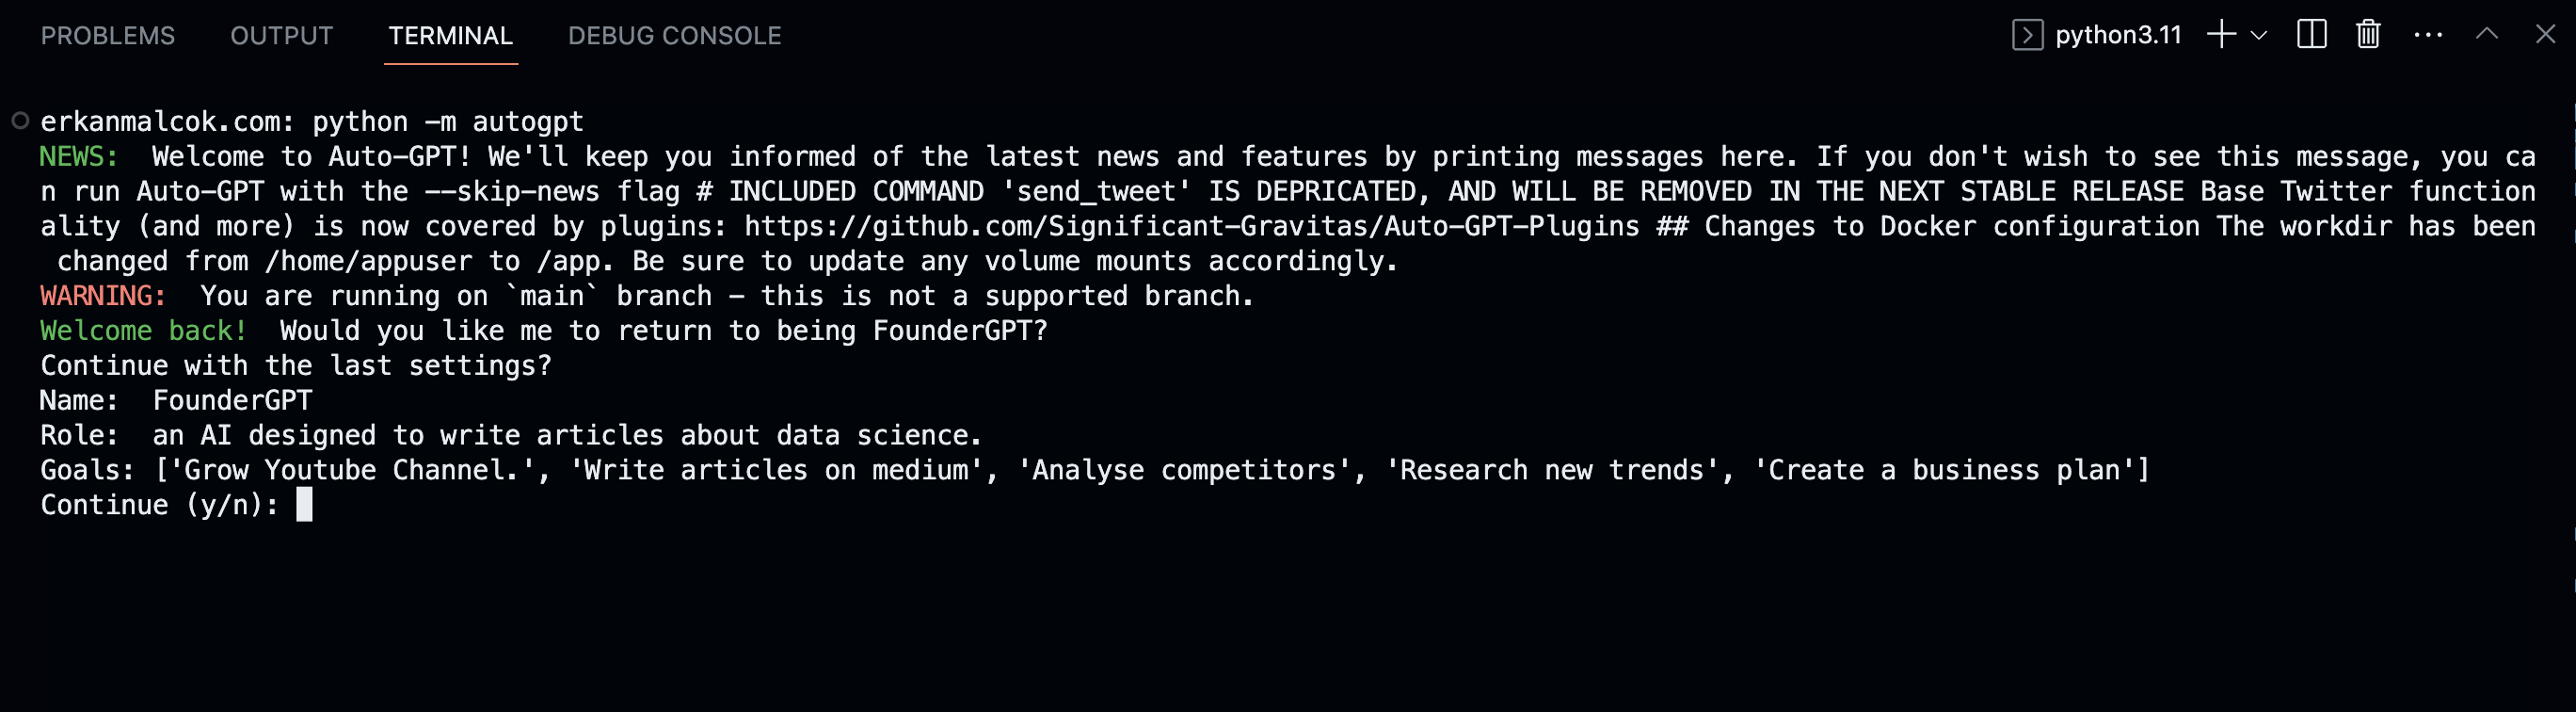 PROBLEMS OUTPUT TERMINAL DEBUG CONSOLE python3.11
erkanmalcok.com: python -m autogpt
NEWS:  Welcome to Auto-GPT! We'll keep you informed of the latest news and features by printing messages here. If you don't wish to see this message, you ca
n run Auto-GPT with the --skip-news flag # INCLUDED COMMAND 'send_tweet' IS DEPRICATED, AND WILL BE REMOVED IN THE NEXT STABLE RELEASE Base Twitter function
ality (and more) is now covered by plugins: https://github.com/Significant-Gravitas/Auto-GPT-Plugins ## Changes to Docker configuration The workdir has been
 changed from /home/appuser to /app. Be sure to update any volume mounts accordingly.
WARNING:  You are running on `main` branch - this is not a supported branch.
Welcome back!  Would you like me to return to being FounderGPT?
Continue with the last settings?
Name:  FounderGPT
Role:  an AI designed to write articles about data science.
Goals: ['Grow Youtube Channel.', 'Write articles on medium', 'Analyse competitors', 'Research new trends', 'Create a business plan']
Continue (y/n):